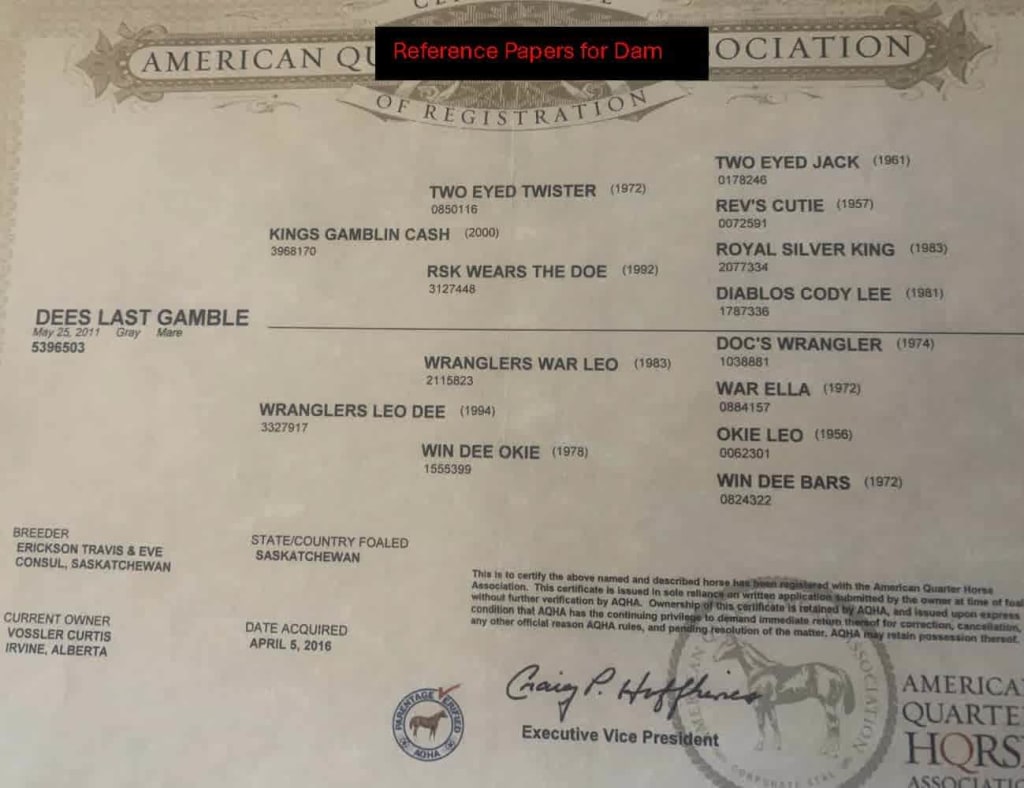 AMERICAN QU
Reference Papers for Dam
OCIATION
OF REGISTRATION
TWO EYED JACK (1961)
0178246
TWO EYED TWISTER (1972)
0850116
REV'S CUTIE (1957)
0072591
KINGS GAMBLIN CASH (2000)
3968170
ROYAL SILVER KING (1983)
2077334
RSK WEARS THE DOE (1992)
3127448
DIABLOS CODY LEE (1981)
1787336
DEES LAST GAMBLE
May 25, 2011 Gray Mare
5396503
DOC'S WRANGLER (1974)
1038881
WRANGLERS WAR LEO (1983)
2115823
WAR ELLA (1972)
0884157
WRANGLERS LEO DEE (1994)
3327917
OKIE LEO (1956)
0062301
WIN DEE OKIE (1978)
1555399
WIN DEE BARS (1972)
0824322
BREEDER
ERICKSON TRAVIS & EVE
CONSUL, SASKATCHEWAN
STATE/COUNTRY FOALED
SASKATCHEWAN
CURRENT OWNER
VOSSLER CURTIS
IRVINE, ALBERTA
DATE ACQUIRED
APRIL 5, 2016
This is to certify the above named and described horse has been registered with the American Quarter Horse
Association. This certificate is issued in sole reliance on written application submitted by the owner at time of foal
without further verification by AQHA. Ownership of this certificate is retained by AQHA, and issued upon express
condition that AQHA has the continuing privilege to demand immediate return thereof for correction, cancellation,
any other official reason AQHA rules, and pending resolution of the matter, AQHA may retain possession thereof.
Craig P. Huffhines
Executive Vice President
PARENTAGE VERIFIED
AQHA
ASSOCIATION
CORPORATE SEAL
AMERICA
QUARTE
HORS
ASSOCIATI